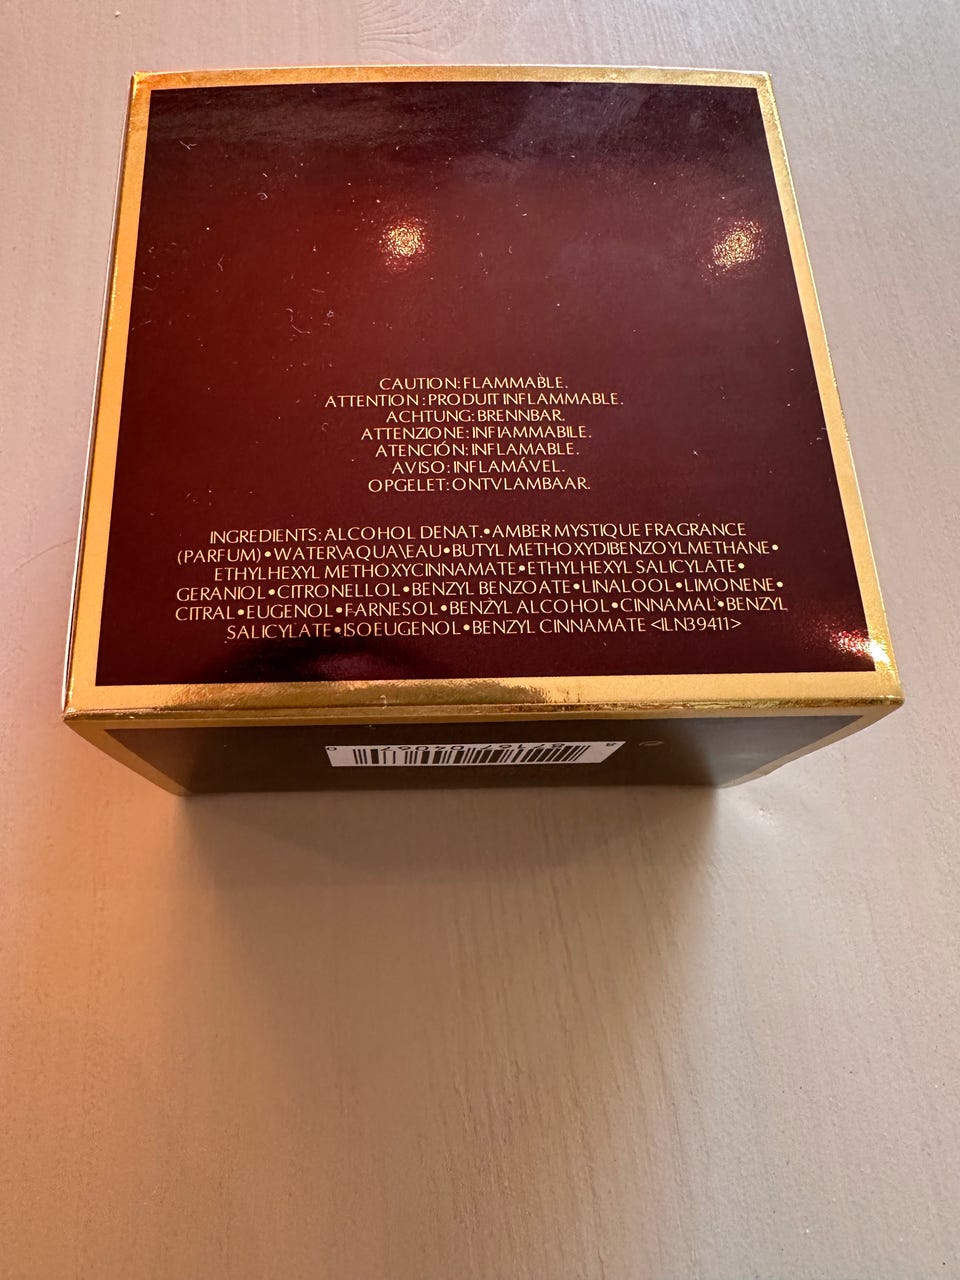 CAUTION: FLAMMABLE.
ATTENTION : PRODUIT INFLAMMABLE.
ACHTUNG: BRENNBAR.
ATTENZIONE: INFIAMMABILE.
ATENCIÓN: INFLAMABLE.
AVISO: INFLAMÁVEL.
OPGELET: ONTVLAMBAAR.
INGREDIENTS: ALCOHOL DENAT.•AMBER MYSTIQUE FRAGRANCE
(PARFUM)•WATER\AQUA\EAU•BUTYL METHOXYDIBENZOYLMETHANE•
ETHYLHEXYL METHOXYCINNAMATE•ETHYLHEXYL SALICYLATE•
GERANIOL•CITRONELLOL•BENZYL BENZOATE•LINALOOL•LIMONENE•
CITRAL•EUGENOL•FARNESOL•BENZYL ALCOHOL•CINNAMAL•BENZYL
SALICYLATE•ISOEUGENOL•BENZYL CINNAMATE <ILN39411>